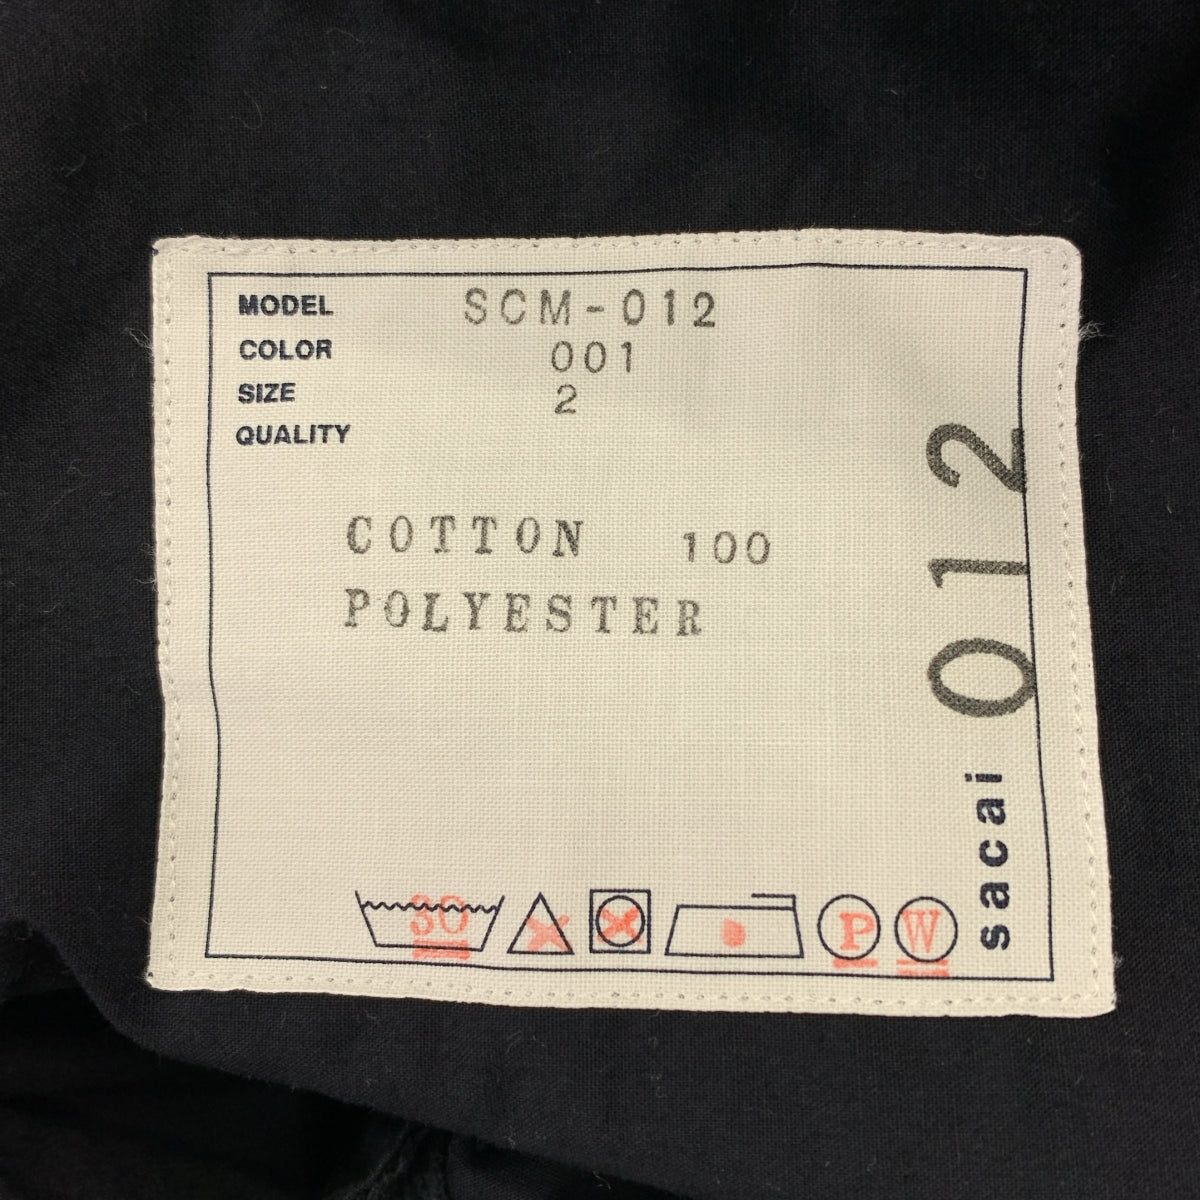 MODEL SCM-012
COLOR 001
SIZE 2
QUALITY
COTTON 100
POLYESTER
sacai 012
30
P W